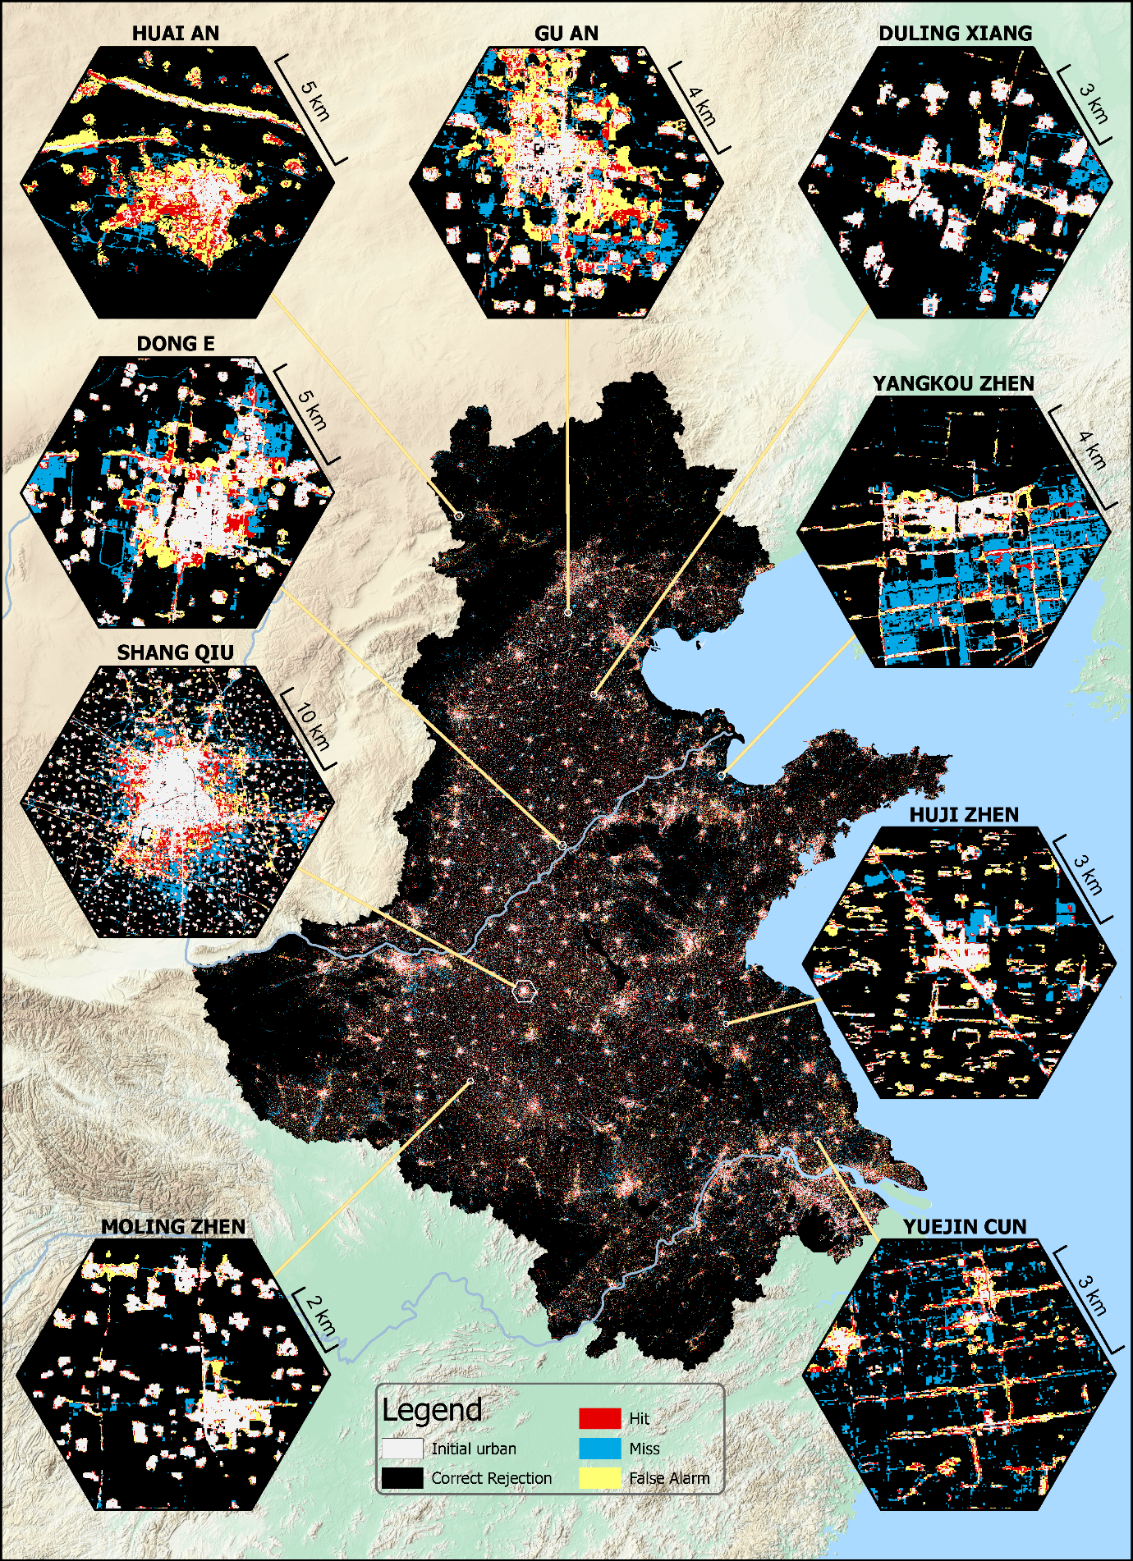 HUAI AN
5 km
GU AN
4 km
DULING XIANG
3 km
DONG E
5 km
YANGKOU ZHEN
4 km
SHANG QIU
10 km
HUJI ZHEN
3 km
MOLING ZHEN
2 km
YUEJIN CUN
3 km
Legend
Initial urban
Correct Rejection
Hit
Miss
False Alarm